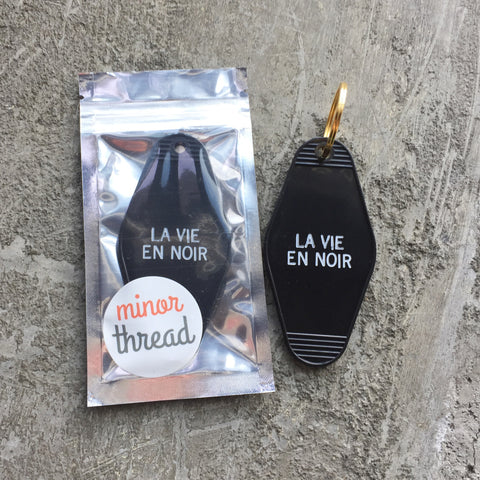 LA VIE
EN NOIR
minor
thread
LA VIE
EN NOIR